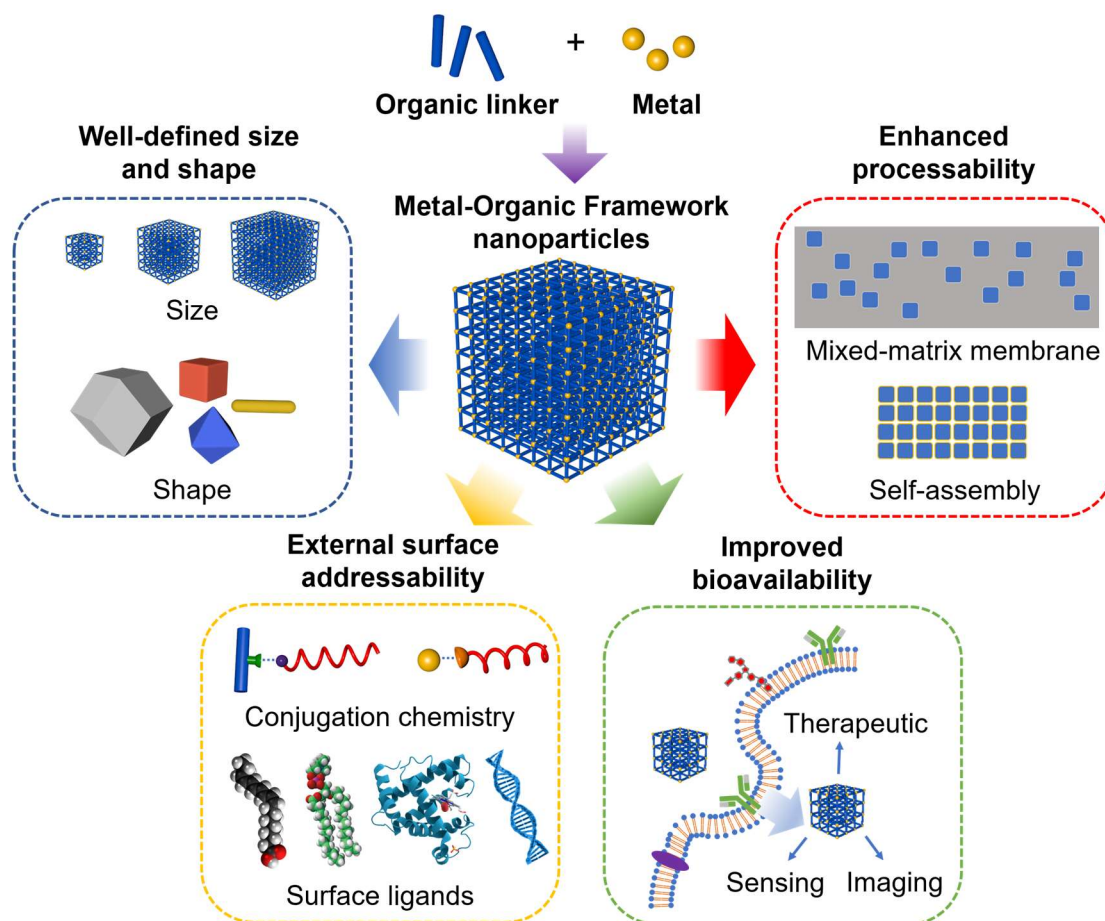 +
Organic linker
Metal
Well-defined size
and shape
Enhanced
processability
Metal-Organic Framework
nanoparticles
Size
Shape
Mixed-matrix membrane
Self-assembly
External surface
addressability
Improved
bioavailability
Conjugation chemistry
Surface ligands
Therapeutic
Sensing
Imaging